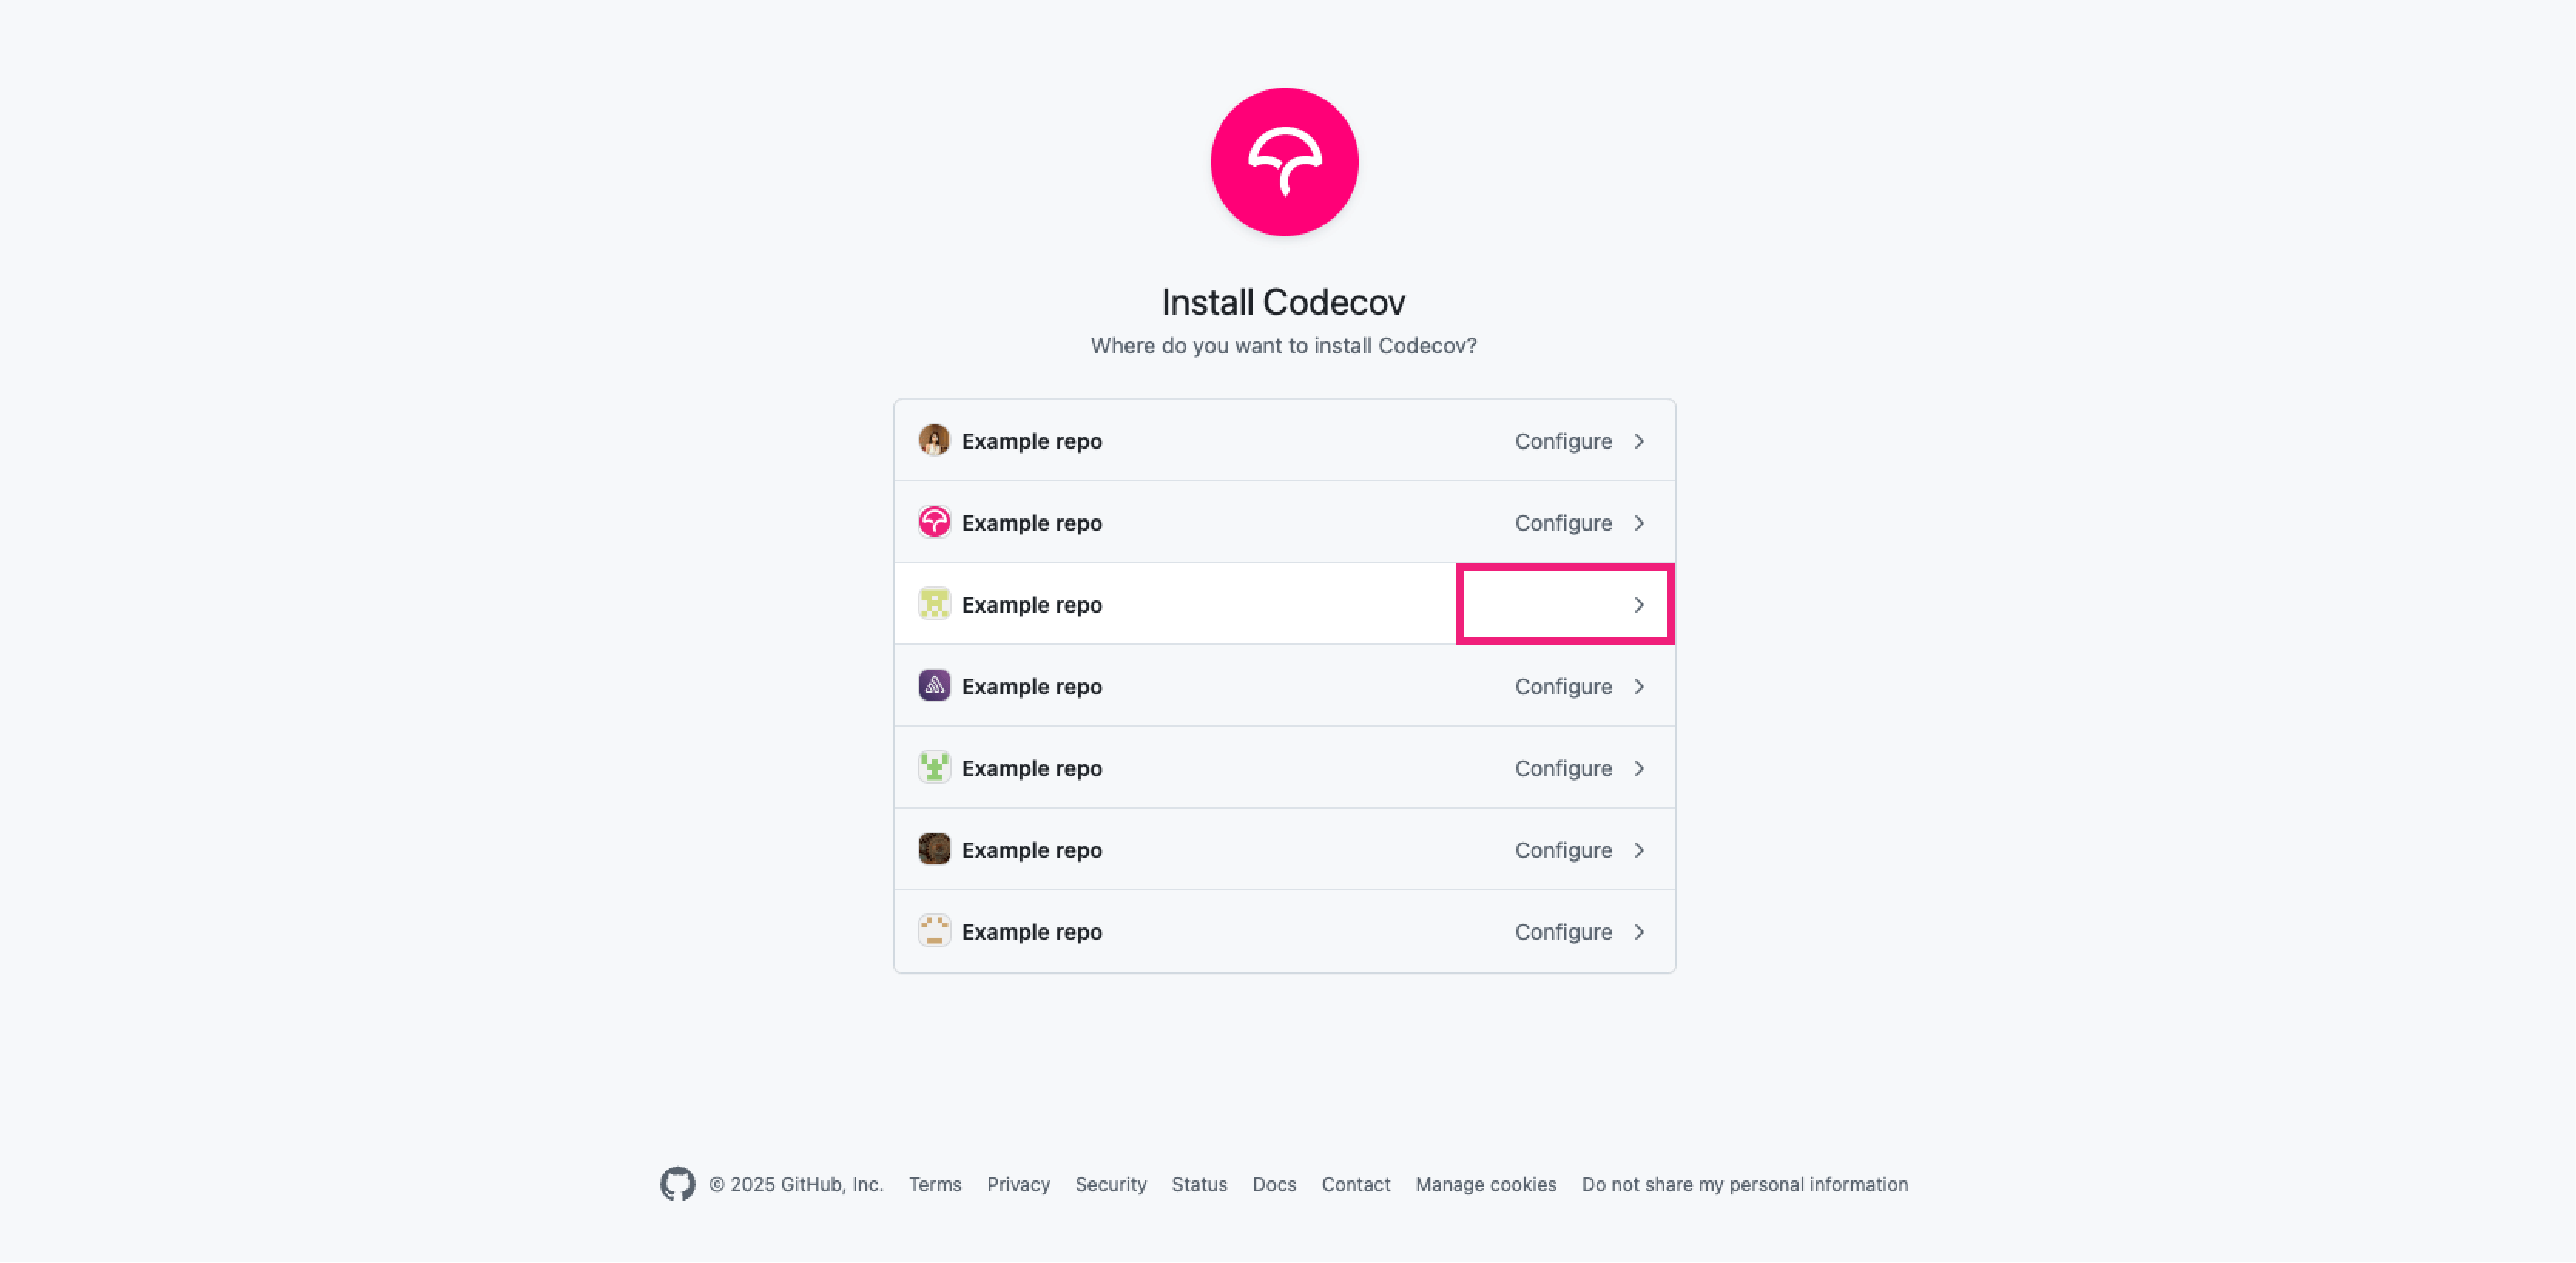 Install Codecov
Where do you want to install Codecov?
Example repo Configure
Example repo Configure
Example repo
Example repo Configure
Example repo Configure
Example repo Configure
Example repo Configure
© 2025 GitHub, Inc. Terms Privacy Security Status Docs Contact Manage cookies Do not share my personal information